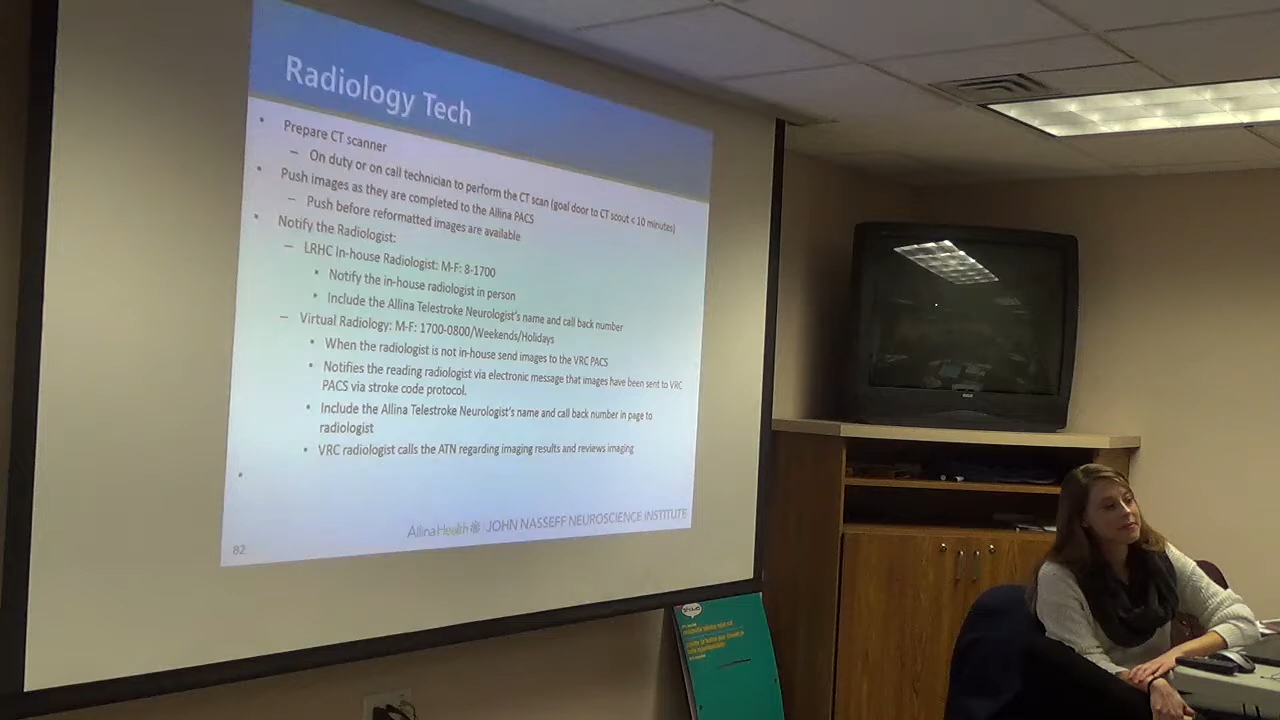 Radiology Tech
• Prepare CT scanner
– On duty or on call technician to perform the CT scan (goal door to CT scout < 10 minutes)
• Push images as they are completed to the Allina PACS
– Push before reformatted images are available
• Notify the Radiologist:
– LRHC In-house Radiologist: M-F: 8-1700
• Notify the in-house radiologist in person
• Include the Allina Telestroke Neurologist's name and call back number
– Virtual Radiology: M-F: 1700-0800/Weekends/Holidays
• When the radiologist is not in-house send images to the VRC PACS
• Notifies the reading radiologist via electronic message that images have been sent to VRC
PACS via stroke code protocol.
• Include the Allina Telestroke Neurologist's name and call back number in page to
radiologist
• VRC radiologist calls the ATN regarding imaging results and reviews imaging
•
AllinaHealth JOHN NASSEFF NEUROSCIENCE INSTITUTE
82